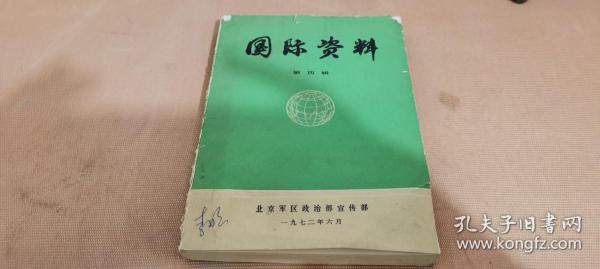 国际资料
第四辑
北京军区政治部宣传部
一九七二年六月
孔夫子旧书网
www.kongfz.com